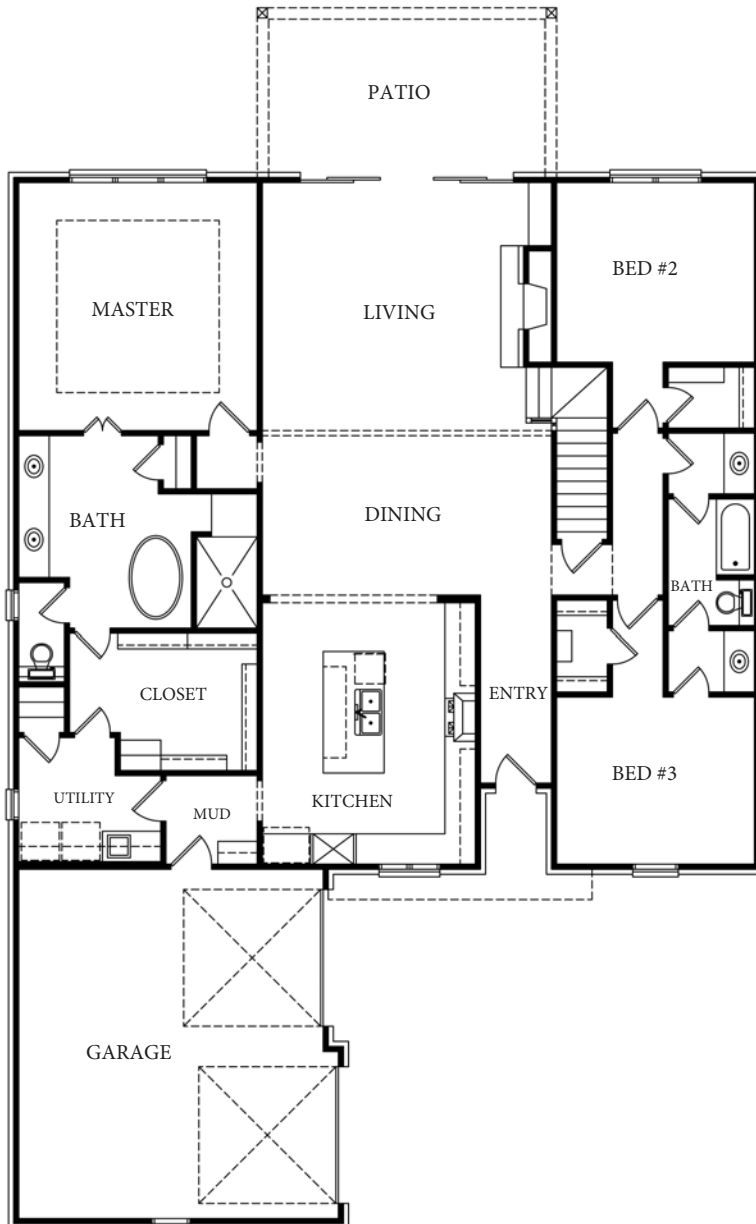 PATIO
BED #2
MASTER
LIVING
DINING
BATH
BATH
CLOSET
ENTRY
BED #3
UTILITY
MUD
KITCHEN
GARAGE